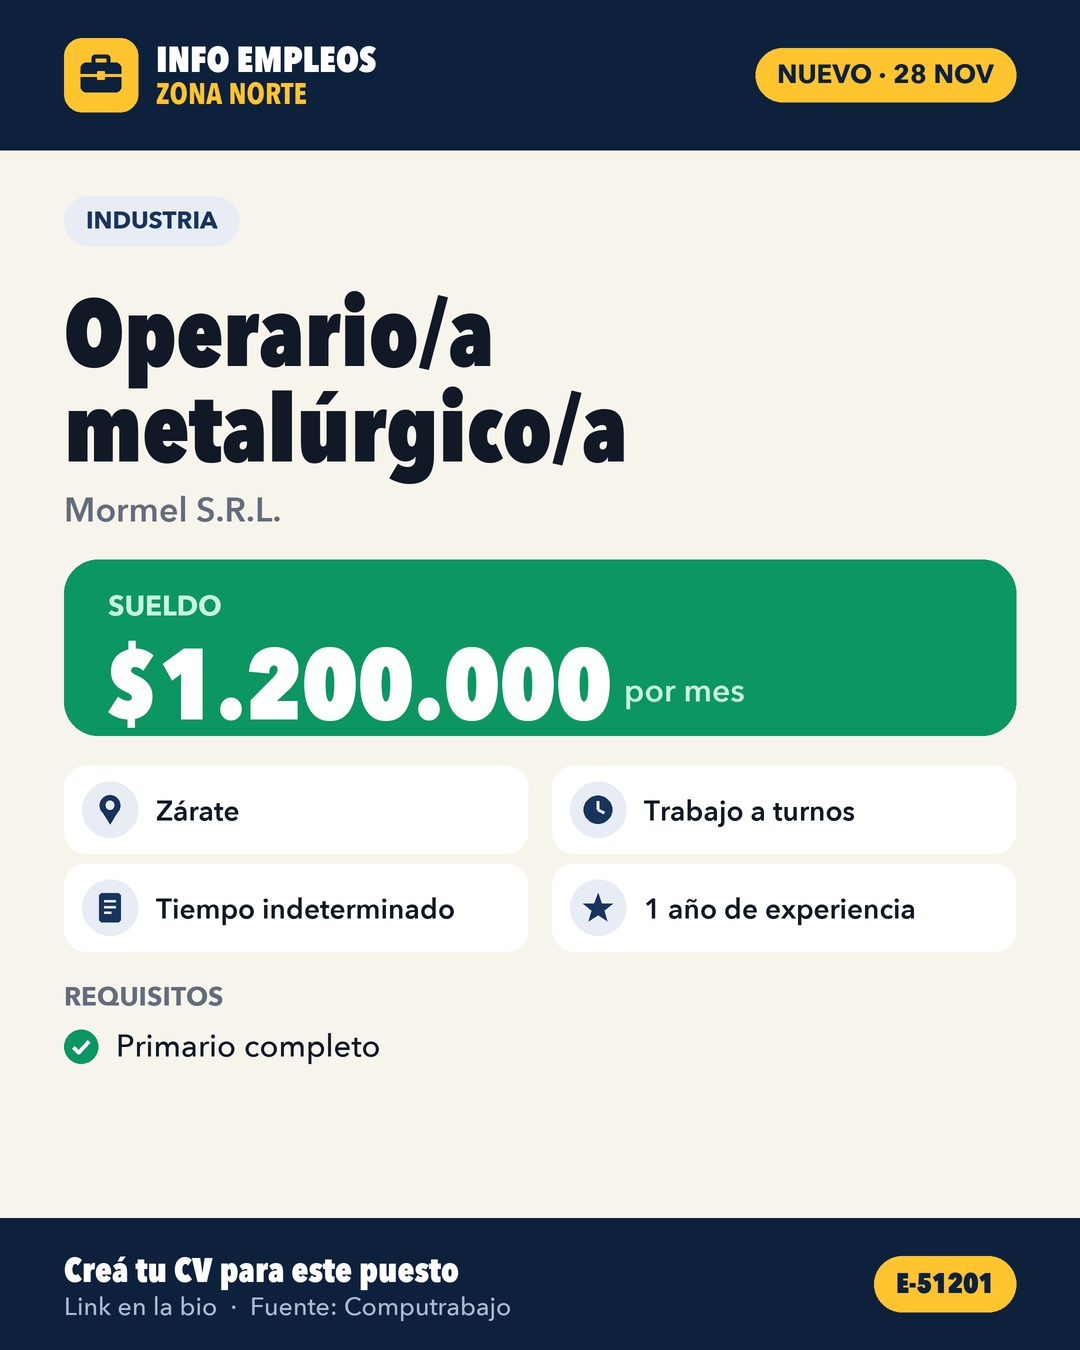 INFO EMPLEOS
ZONA NORTE
NUEVO · 28 NOV
INDUSTRIA
Operario/a
metalúrgico/a
Mormel S.R.L.
SUELDO
$1.200.000 por mes
Zárate
Trabajo a turnos
Tiempo indeterminado
1 año de experiencia
REQUISITOS
Primario completo
Creá tu CV para este puesto
Link en la bio · Fuente: Computrabajo
E-51201